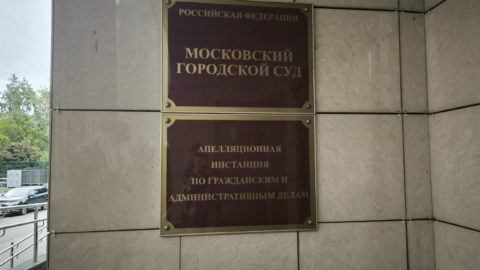 РОССИЙСКАЯ ФЕДЕРАЦИЯ
МОСКОВСКИЙ
ГОРОДСКОЙ СУД
АПЕЛЛЯЦИОННАЯ
ИНСТАНЦИЯ
ПО ГРАЖДАНСКИМ И
АДМИНИСТРАТИВНЫМ ДЕЛАМ